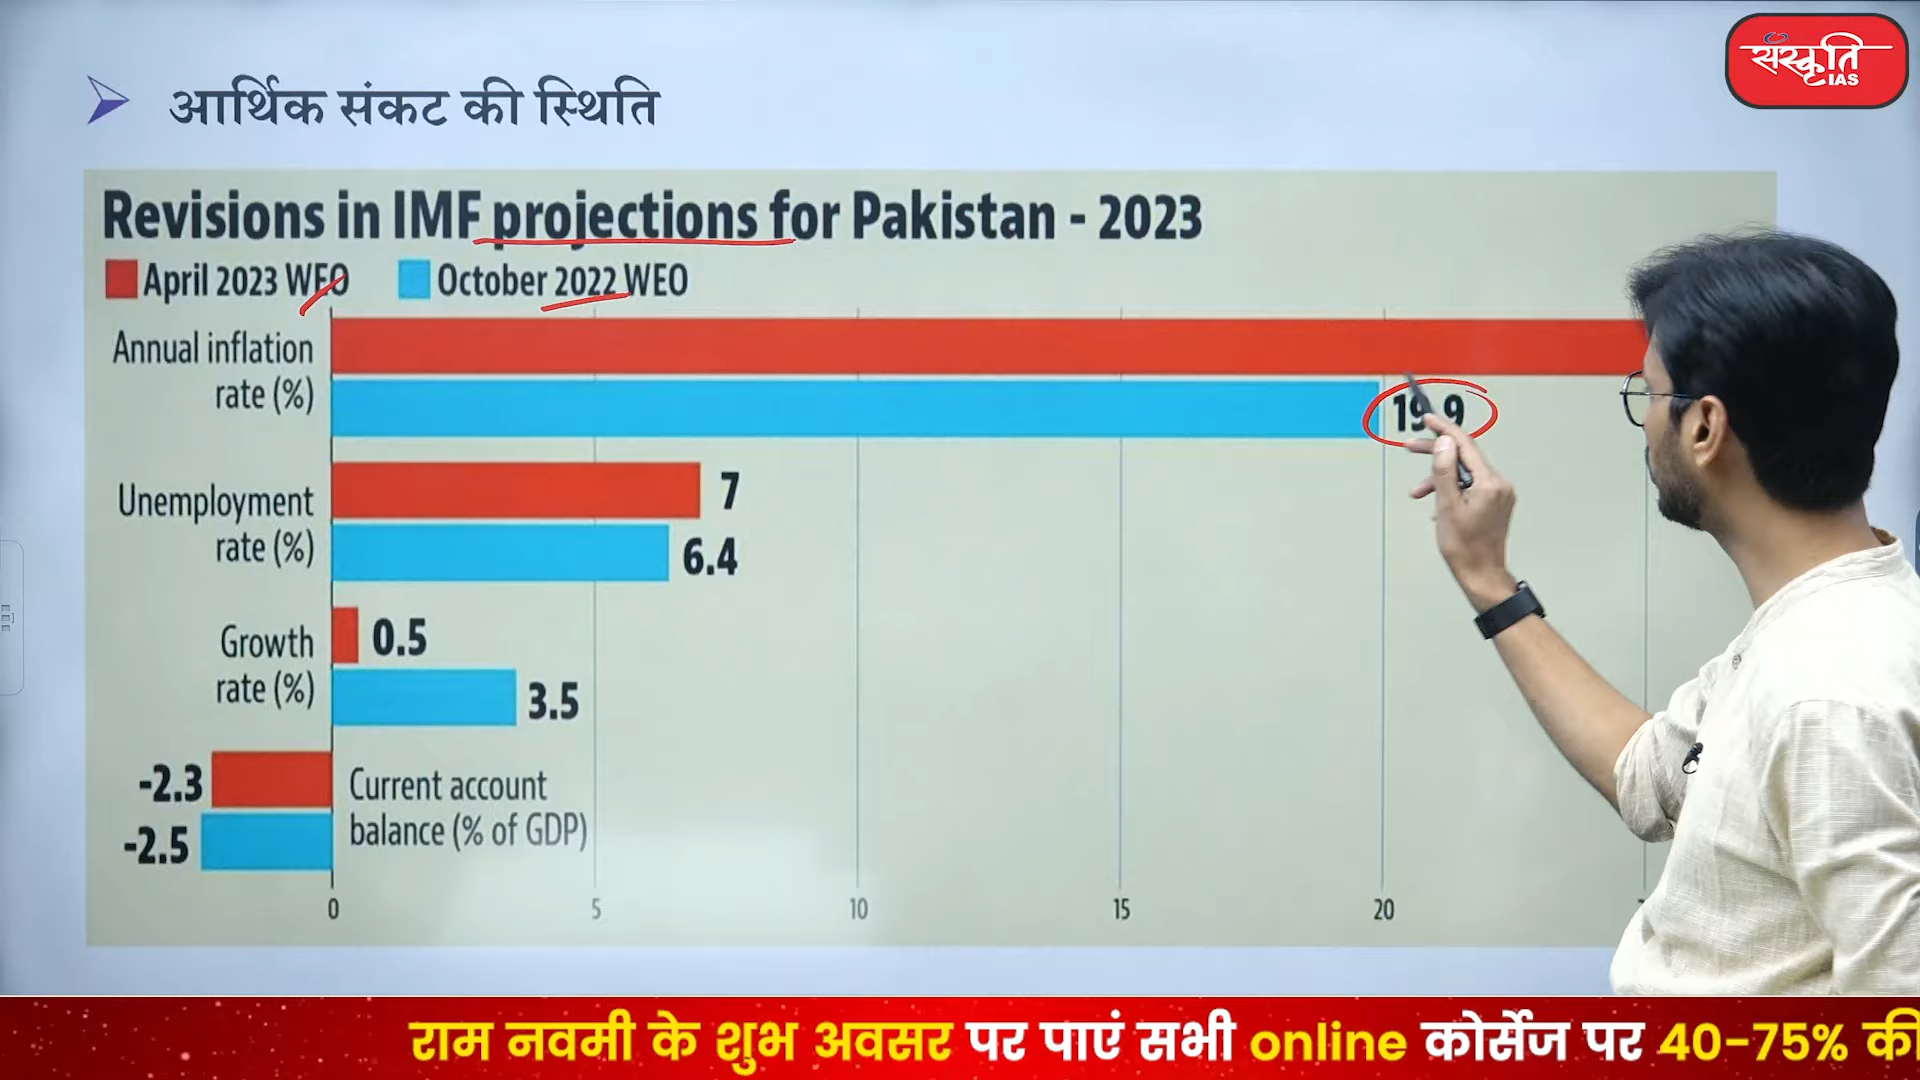 संस्कृति
IAS
आर्थिक संकट की स्थिति
Revisions in IMF projections for Pakistan - 2023
April 2023 WEO
October 2022 WEO
Annual inflation
rate (%)
19.9
Unemployment
rate (%)
7
6.4
Growth
rate (%)
0.5
3.5
-2.3
-2.5
Current account
balance (% of GDP)
0 5 10 15 20
राम नवमी के शुभ अवसर पर पाएं सभी online कोर्सेज पर 40-75% की